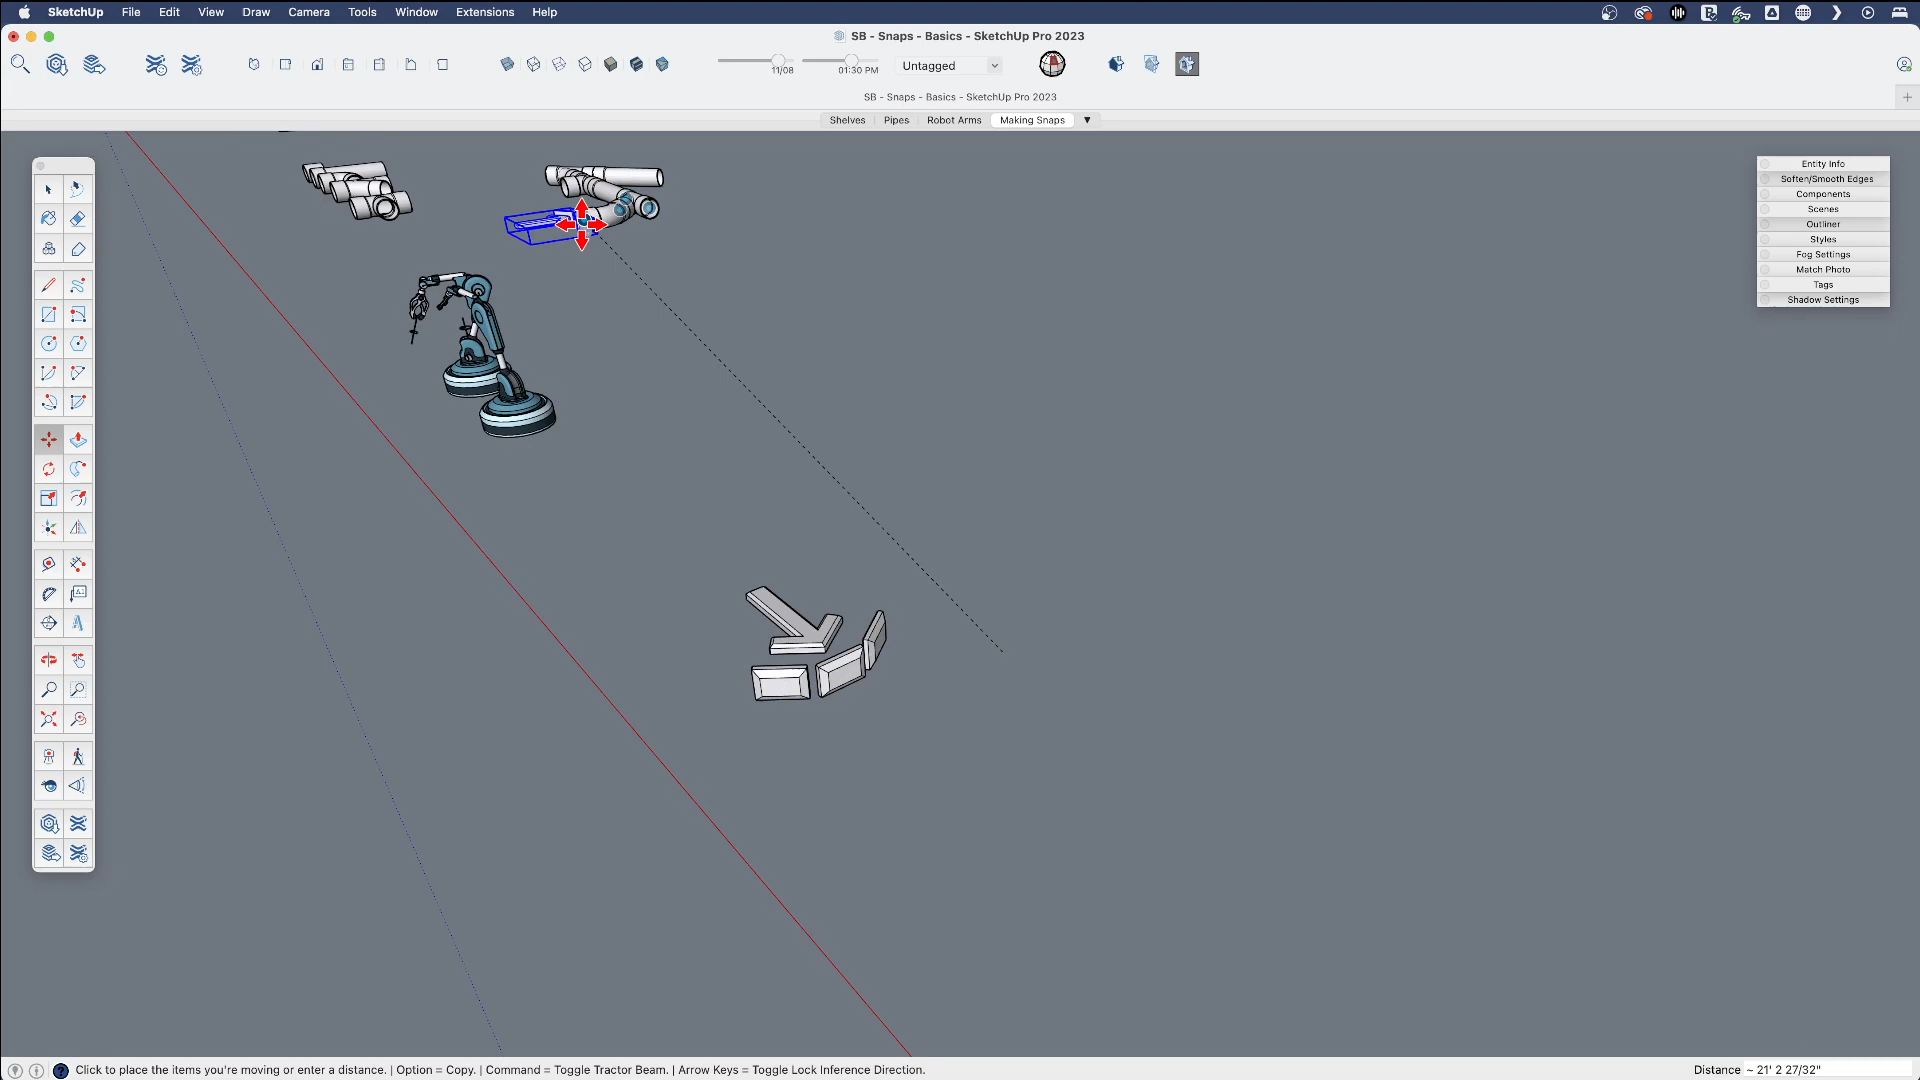 SketchUp File Edit View Draw Camera Tools Window Extensions Help
SB - Snaps - Basics - SketchUp Pro 2023
11/08 01:30 PM Untagged
SB - Snaps - Basics - SketchUp Pro 2023
Shelves Pipes Robot Arms Making Snaps
Entity Info
Soften/Smooth Edges
Components
Scenes
Outliner
Styles
Fog Settings
Match Photo
Tags
Shadow Settings
Click to place the items you're moving or enter a distance. | Option = Copy. | Command = Toggle Tractor Beam. | Arrow Keys = Toggle Lock Inference Direction. Distance ~ 21' 2 27/32"